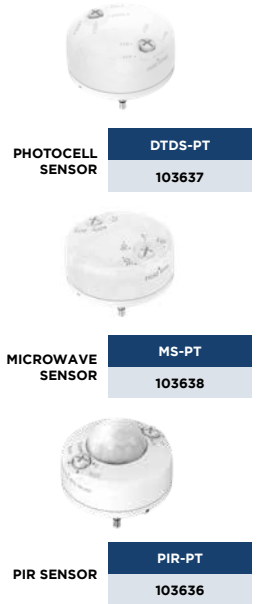 PHOTOCELL
SENSOR
DTDS-PT
103637
MICROWAVE
SENSOR
MS-PT
103638
PIR SENSOR
PIR-PT
103636